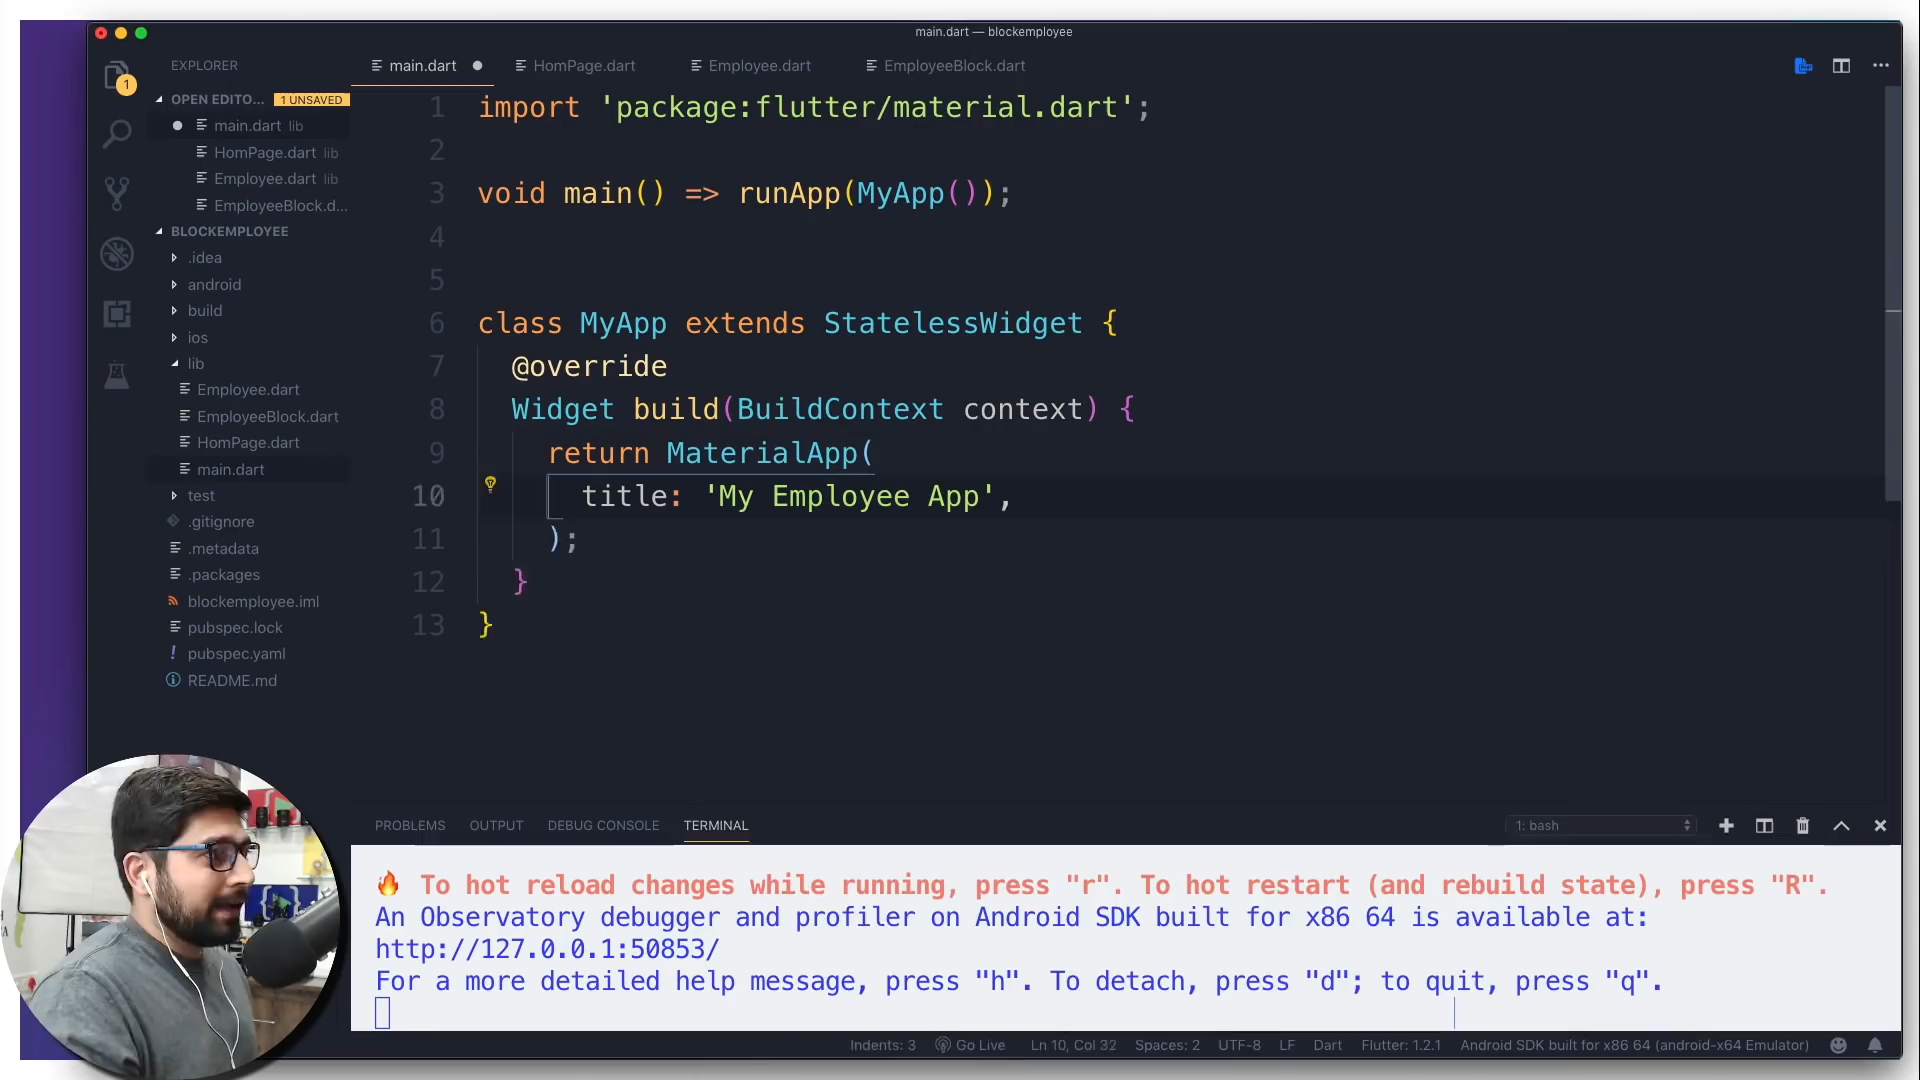 main.dart — blockemployee
EXPLORER
OPEN EDITO... 1 UNSAVED
main.dart lib
HomPage.dart lib
Employee.dart lib
EmployeeBlock.d...
BLOCKEMPLOYEE
.idea
android
build
ios
lib
Employee.dart
EmployeeBlock.dart
HomPage.dart
main.dart
test
.gitignore
.metadata
.packages
blockemployee.iml
pubspec.lock
pubspec.yaml
README.md
1
main.dart HomPage.dart Employee.dart EmployeeBlock.dart
1 import 'package:flutter/material.dart';
2
3 void main() => runApp(MyApp());
4
5
6 class MyApp extends StatelessWidget {
7 @override
8 Widget build(BuildContext context) {
9 return MaterialApp(
10 title: 'My Employee App',
11 );
12 }
13 }
PROBLEMS OUTPUT DEBUG CONSOLE TERMINAL 1: bash
🔥 To hot reload changes while running, press "r". To hot restart (and rebuild state), press "R".
An Observatory debugger and profiler on Android SDK built for x86 64 is available at:
http://127.0.0.1:50853/
For a more detailed help message, press "h". To detach, press "d"; to quit, press "q".
Indents: 3 Go Live Ln 10, Col 32 Spaces: 2 UTF-8 LF Dart Flutter: 1.2.1 Android SDK built for x86 64 (android-x64 Emulator)